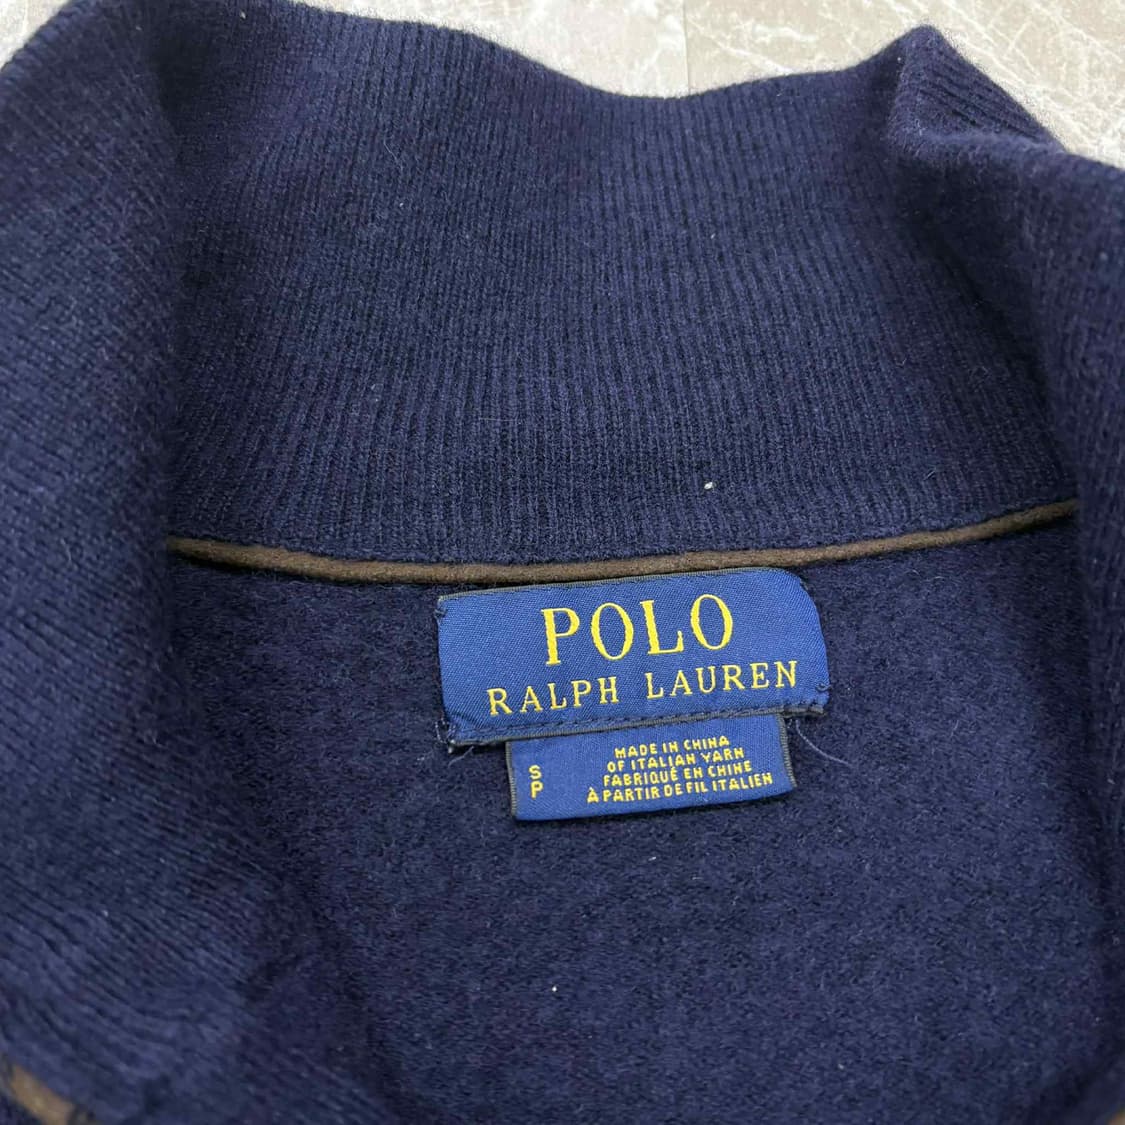 POLO
RALPH LAUREN
S
P
MADE IN CHINA
OF ITALIAN YARN
FABRIQUÉ EN CHINE
À PARTIR DE FIL ITALIEN